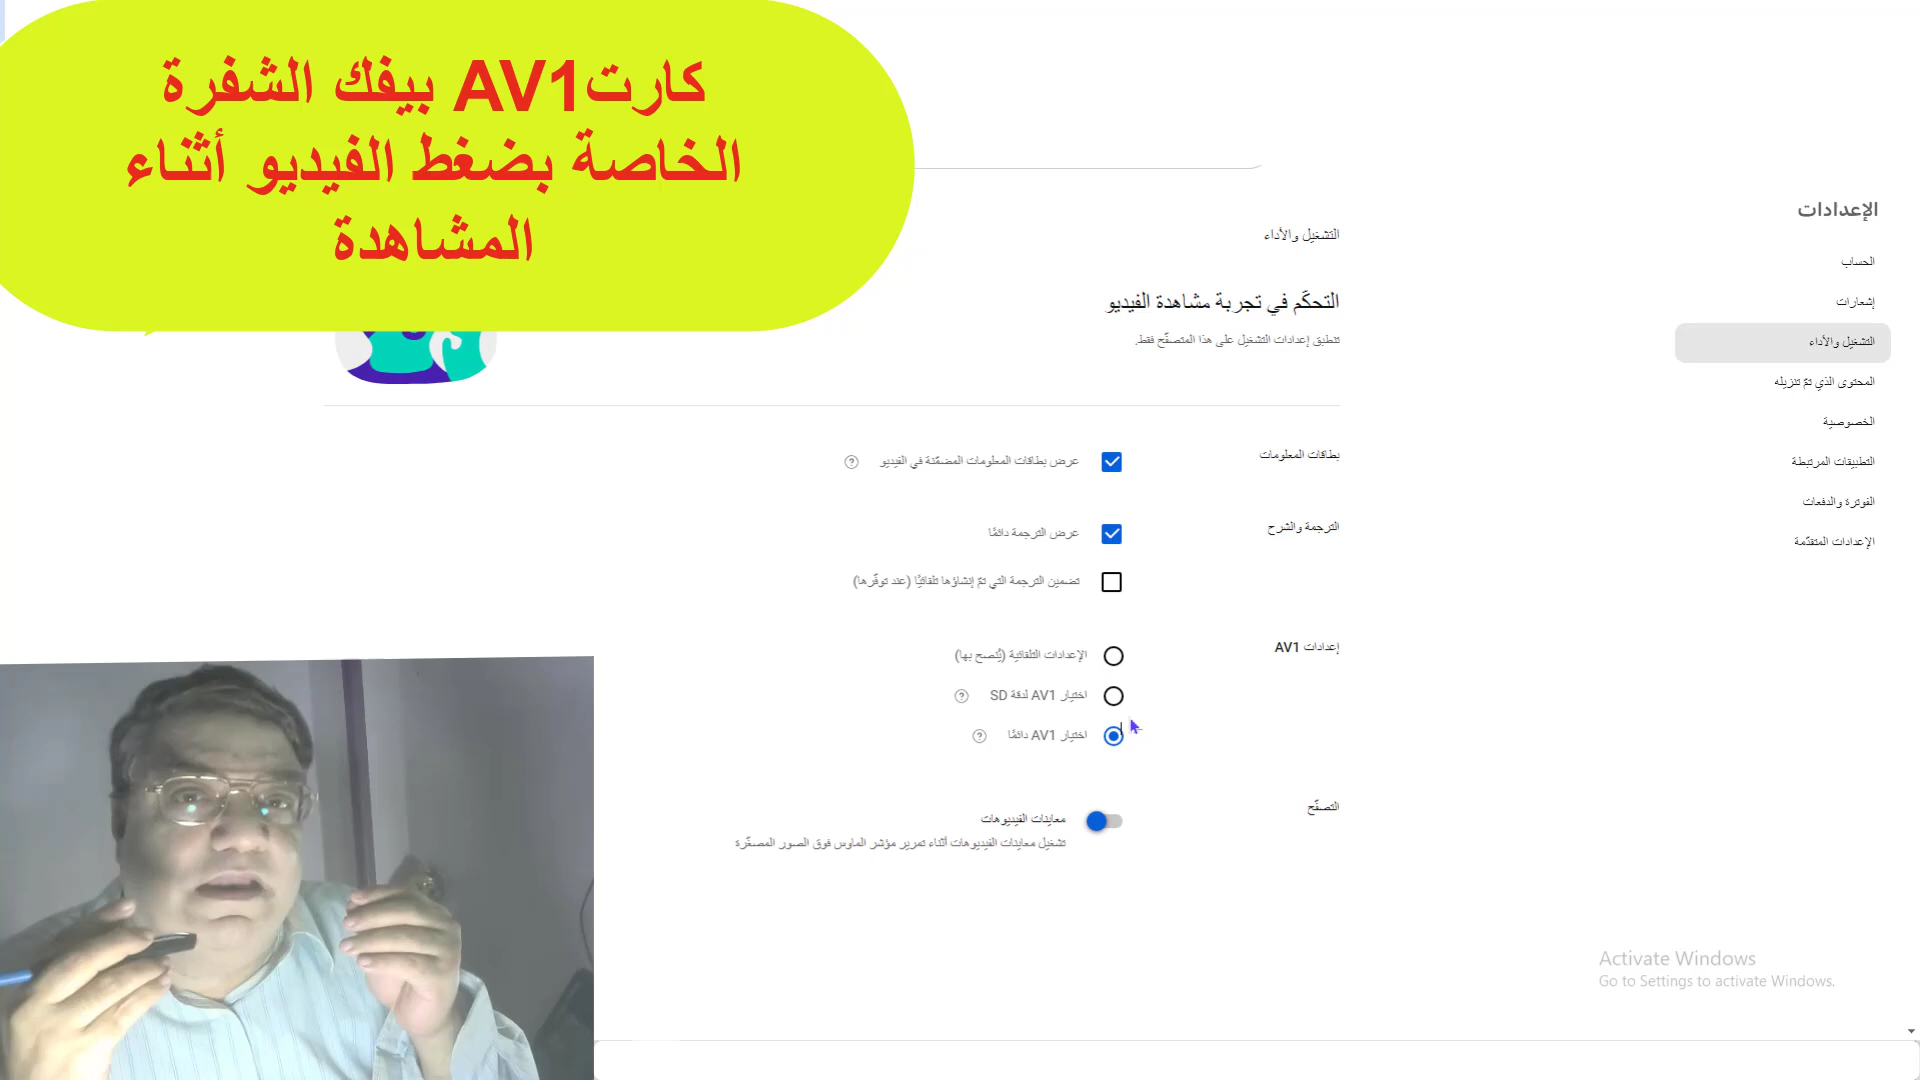 كارتAV1 بيفك الشفرة
الخاصة بضغط الفيديو أثناء
المشاهدة
الإعدادات
الحساب
إشعارات
التشغيل والأداء
المحتوى الذي تمّ تنزيله
الخصوصية
التطبيقات المرتبطة
الفوترة والدفعات
الإعدادات المتقدّمة
التشغيل والأداء
التحكّم في تجربة مشاهدة الفيديو
تنطبق إعدادات التشغيل على هذا المتصفّح فقط.
بطاقات المعلومات
عرض بطاقات المعلومات المضمّنة في الفيديو
الترجمة والشرح
عرض الترجمة دائمًا
تضمين الترجمة التي تمّ إنشاؤها تلقائيًّا (عند توفّرها)
إعدادات AV1
الإعدادات التلقائية (يُنصح بها)
اختيار AV1 لدقة SD
اختيار AV1 دائمًا
التصفّح
معاينات الفيديوهات
تشغيل معاينات الفيديوهات أثناء تمرير مؤشر الماوس فوق الصور المصغّرة
Activate Windows
Go to Settings to activate Windows.